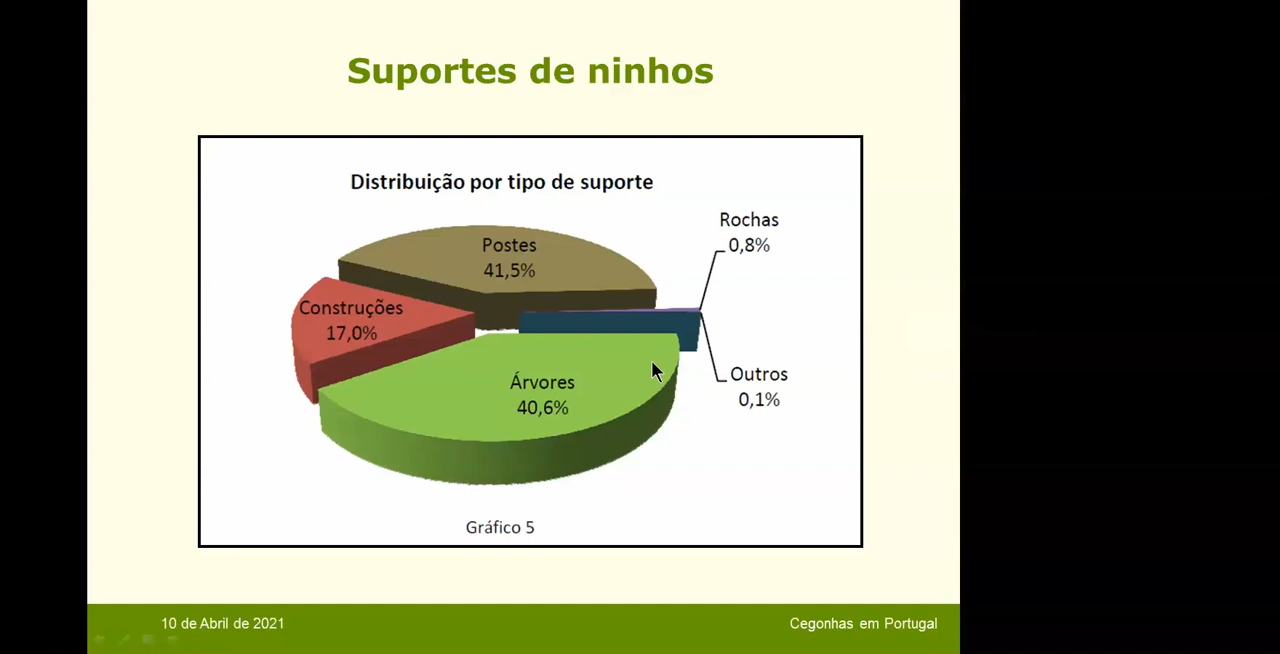 Suportes de ninhos
Distribuição por tipo de suporte
Rochas
0,8%
Postes
41,5%
Construções
17,0%
Outros
0,1%
Árvores
40,6%
Gráfico 5
10 de Abril de 2021
Cegonhas em Portugal